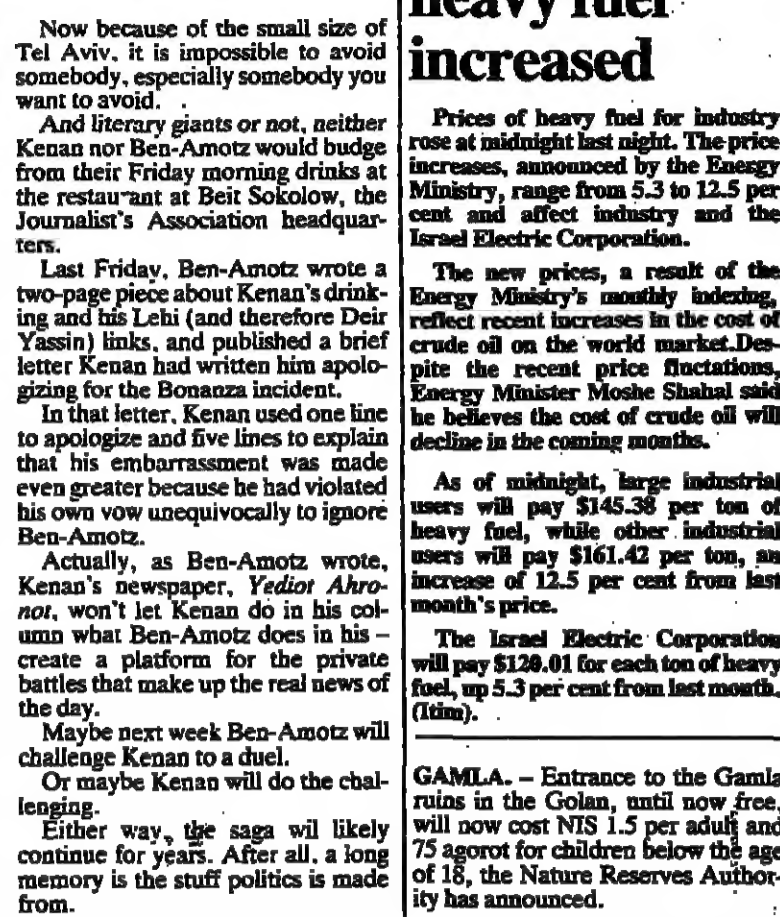 Now because of the small size of
Tel Aviv, it is impossible to avoid
somebody, especially somebody you
want to avoid.
And literary giants or not, neither
Kenan nor Ben-Amotz would budge
from their Friday morning drinks at
the restaurant at Beit Sokolow, the
Journalist's Association headquar-
ters.
Last Friday, Ben-Amotz wrote a
two-page piece about Kenan's drink-
ing and his Lehi (and therefore Deir
Yassin) links, and published a brief
letter Kenan had written him apolo-
gizing for the Bonanza incident.
In that letter, Kenan used one line
to apologize and five lines to explain
that his embarrassment was made
even greater because he had violated
his own vow unequivocally to ignore
Ben-Amotz.
Actually, as Ben-Amotz wrote,
Kenan's newspaper, Yediot Ahro-
not, won't let Kenan do in his col-
umn what Ben-Amotz does in his –
create a platform for the private
battles that make up the real news of
the day.
Maybe next week Ben-Amotz will
challenge Kenan to a duel.
Or maybe Kenan will do the chal-
lenging.
Either way, the saga wil likely
continue for years. After all, a long
memory is the stuff politics is made
from.
heavy fuel
increased
Prices of heavy fuel for industry
rose at midnight last night. The price
increases, announced by the Energy
Ministry, range from 5.3 to 12.5 per
cent and affect industry and the
Israel Electric Corporation.
The new prices, a result of the
Energy Ministry's monthly indexing,
reflect recent increases in the cost of
crude oil on the world market.Des-
pite the recent price fluctations,
Energy Minister Moshe Shahal said
he believes the cost of crude oil will
decline in the coming months.
As of midnight, large industrial
users will pay $145.38 per ton of
heavy fuel, while other industrial
users will pay $161.42 per ton, an
increase of 12.5 per cent from last
month's price.
The Israel Electric Corporation
will pay $120.01 for each ton of heavy
fuel, up 5.3 per cent from last month.
(Itim).
GAMLA. – Entrance to the Gamla
ruins in the Golan, until now free,
will now cost NIS 1.5 per adult and
75 agorot for children below the age
of 18, the Nature Reserves Author-
ity has announced.